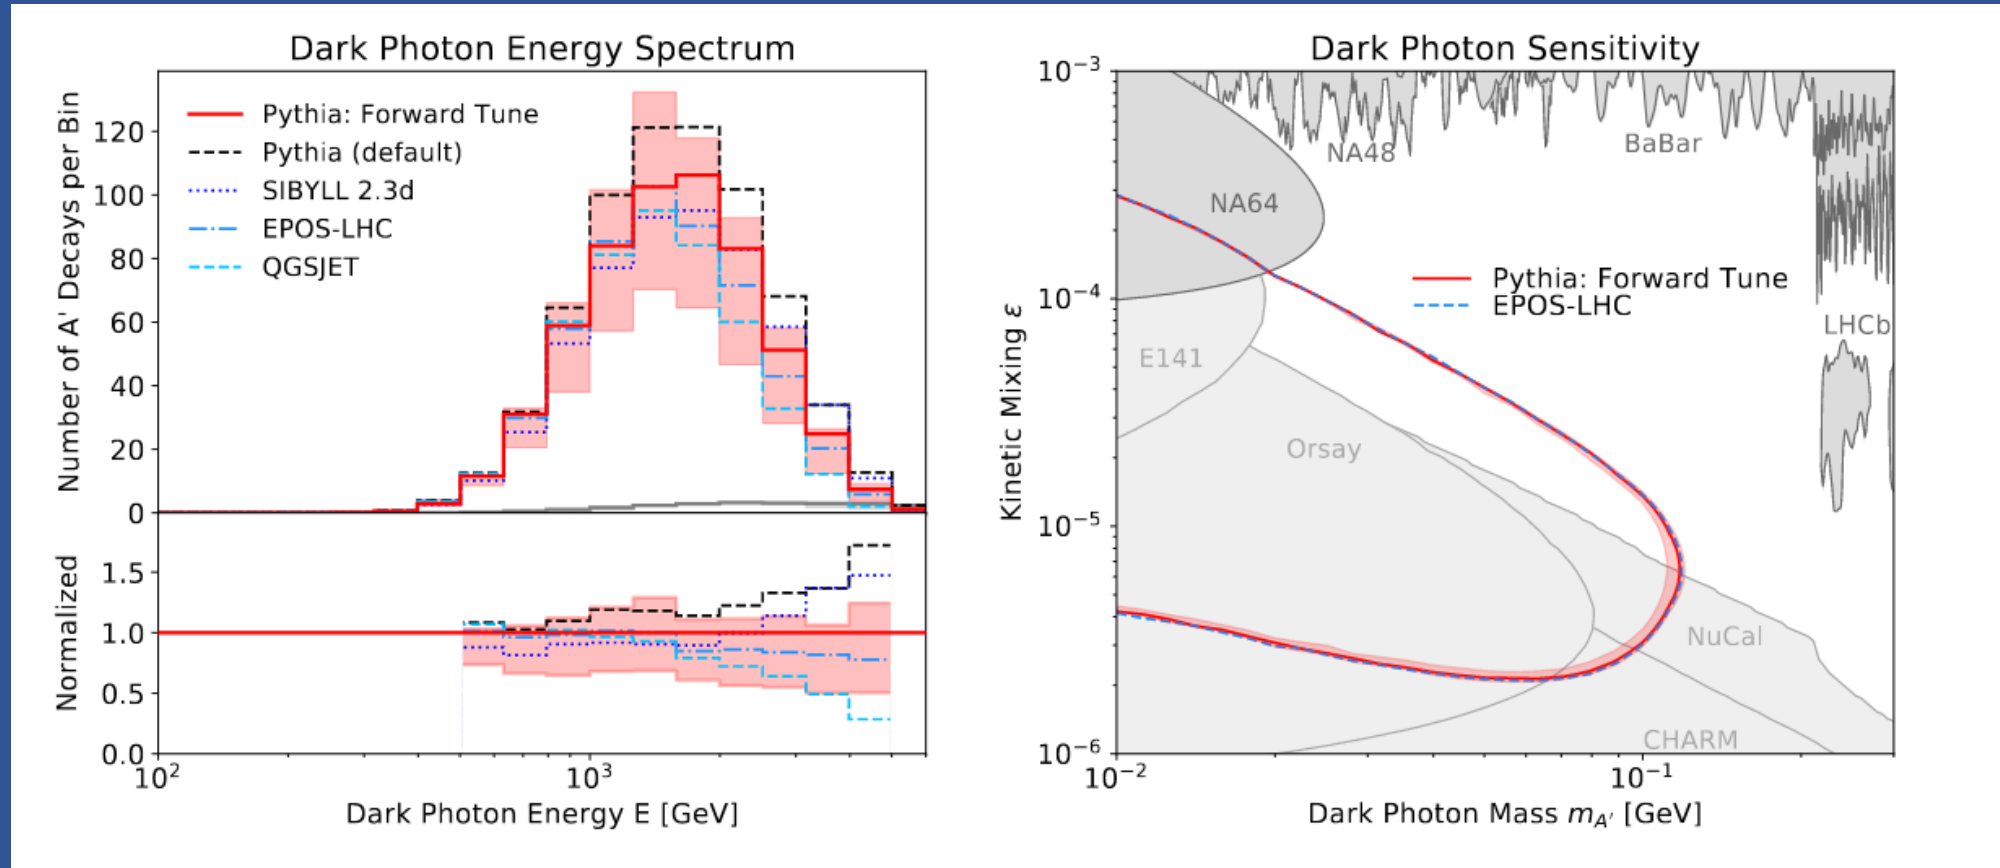 Dark Photon Energy Spectrum
Number of A' Decays per Bin
120
100
80
60
40
20
0
Pythia: Forward Tune
Pythia (default)
SIBYLL 2.3d
EPOS-LHC
QGSJET
Normalized
1.5
1.0
0.5
0.0
10²
10³
Dark Photon Energy E [GeV]
Dark Photon Sensitivity
Kinetic Mixing ε
10⁻³
10⁻⁴
10⁻⁵
10⁻⁶
NA48
BaBar
NA64
Pythia: Forward Tune
EPOS-LHC
LHCb
E141
Orsay
NuCal
CHARM
10⁻²
10⁻¹
Dark Photon Mass m_A' [GeV]